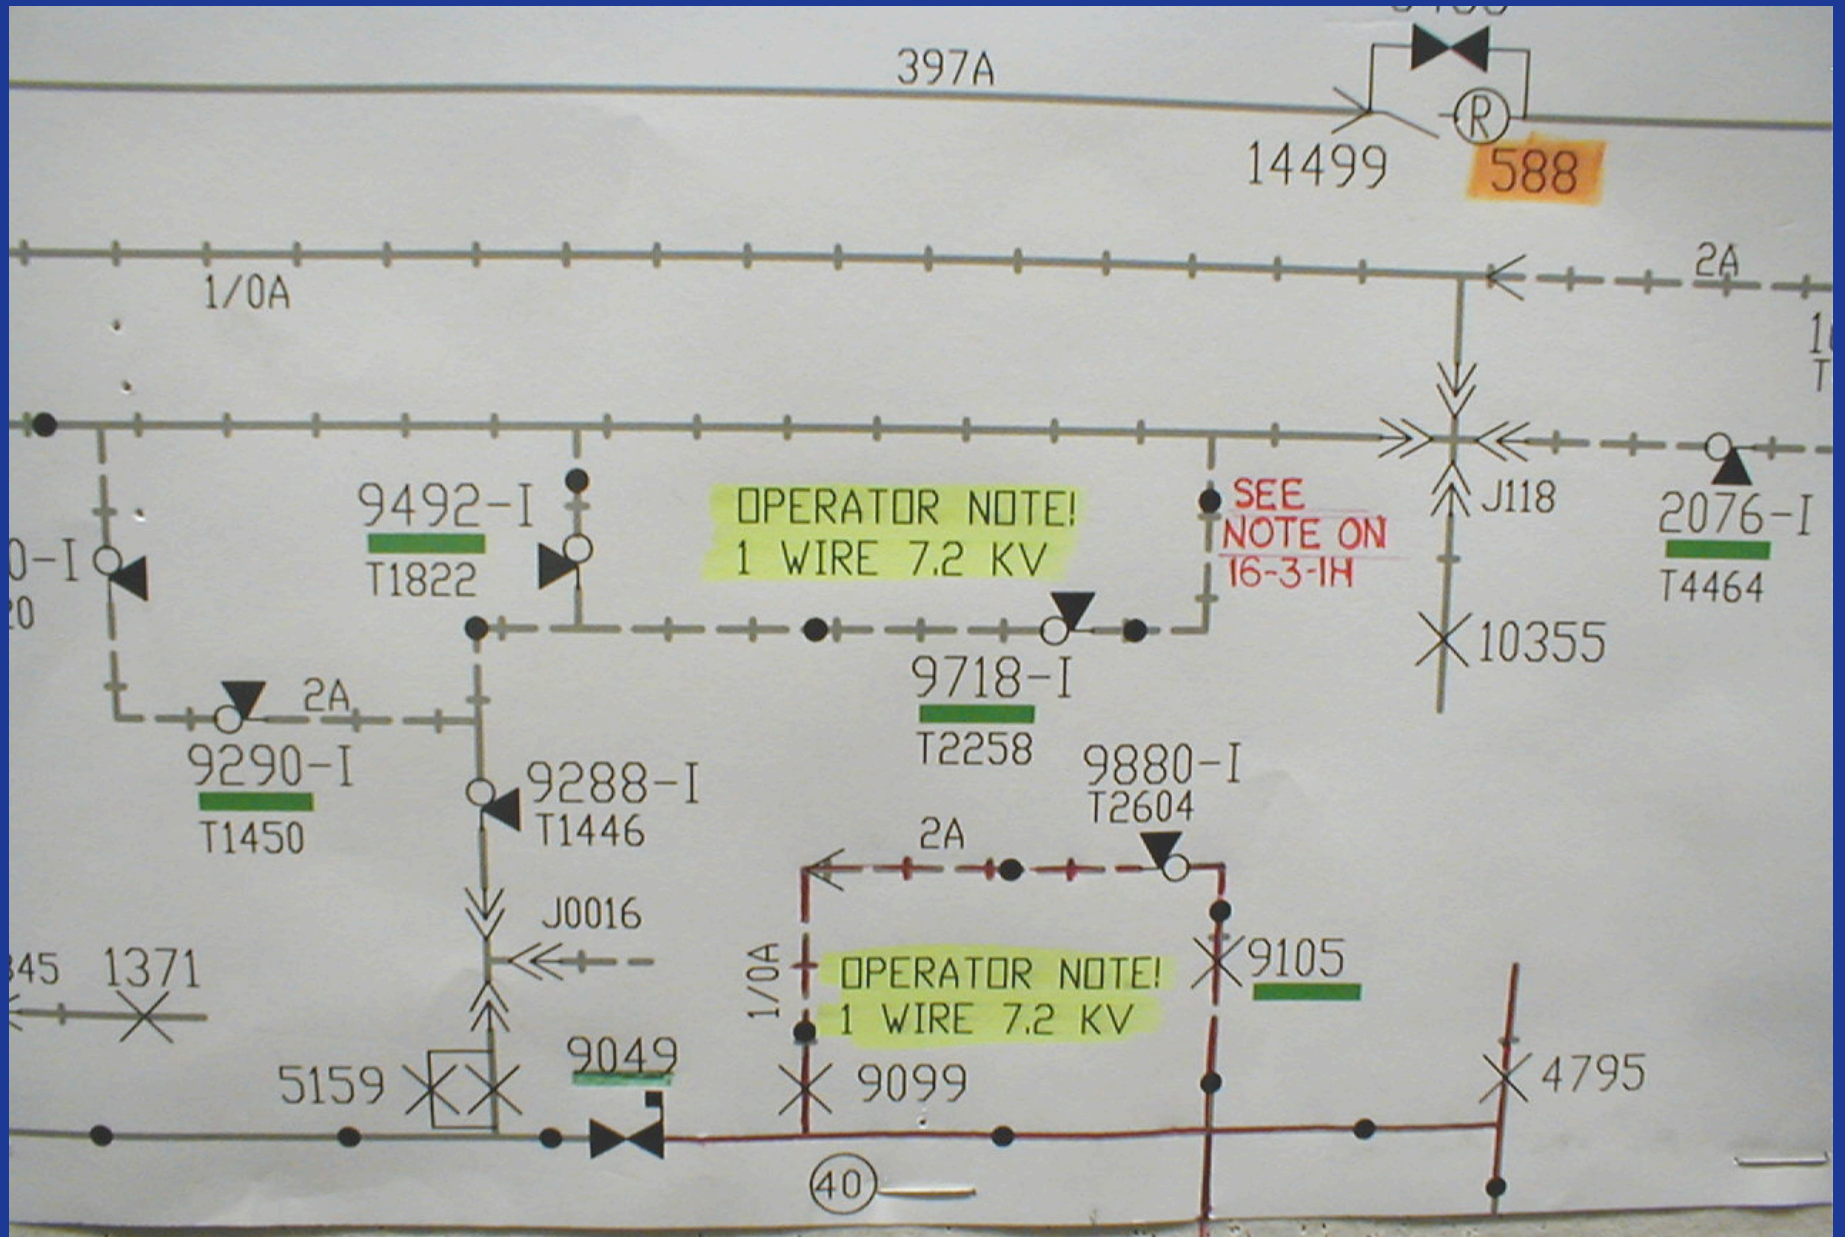 397A
14499
588
2A
1/0A
9492-I
T1822
OPERATOR NOTE!
1 WIRE 7.2 KV
SEE
NOTE ON
16-3-1H
J118
2076-I
T4464
10355
2A
9290-I
T1450
9718-I
T2258
9288-I
T1446
9880-I
T2604
2A
J0016
1/0A
OPERATOR NOTE!
1 WIRE 7.2 KV
9105
1371
5159
9049
9099
4795
40
R